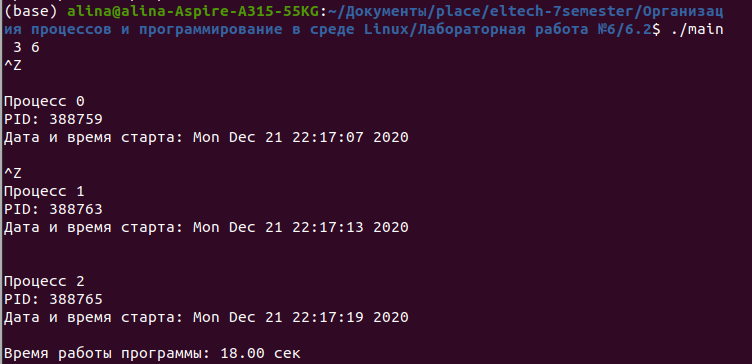 (base) alina@alina-Aspire-A315-55KG:~/Документы/place/eltech-7semester/Организац
ия процессов и программирование в среде Linux/Лабораторная работа №6/6.2$ ./main
3 6
^Z
Процесс 0
PID: 388759
Дата и время старта: Mon Dec 21 22:17:07 2020
^Z
Процесс 1
PID: 388763
Дата и время старта: Mon Dec 21 22:17:13 2020
Процесс 2
PID: 388765
Дата и время старта: Mon Dec 21 22:17:19 2020
Время работы программы: 18.00 сек